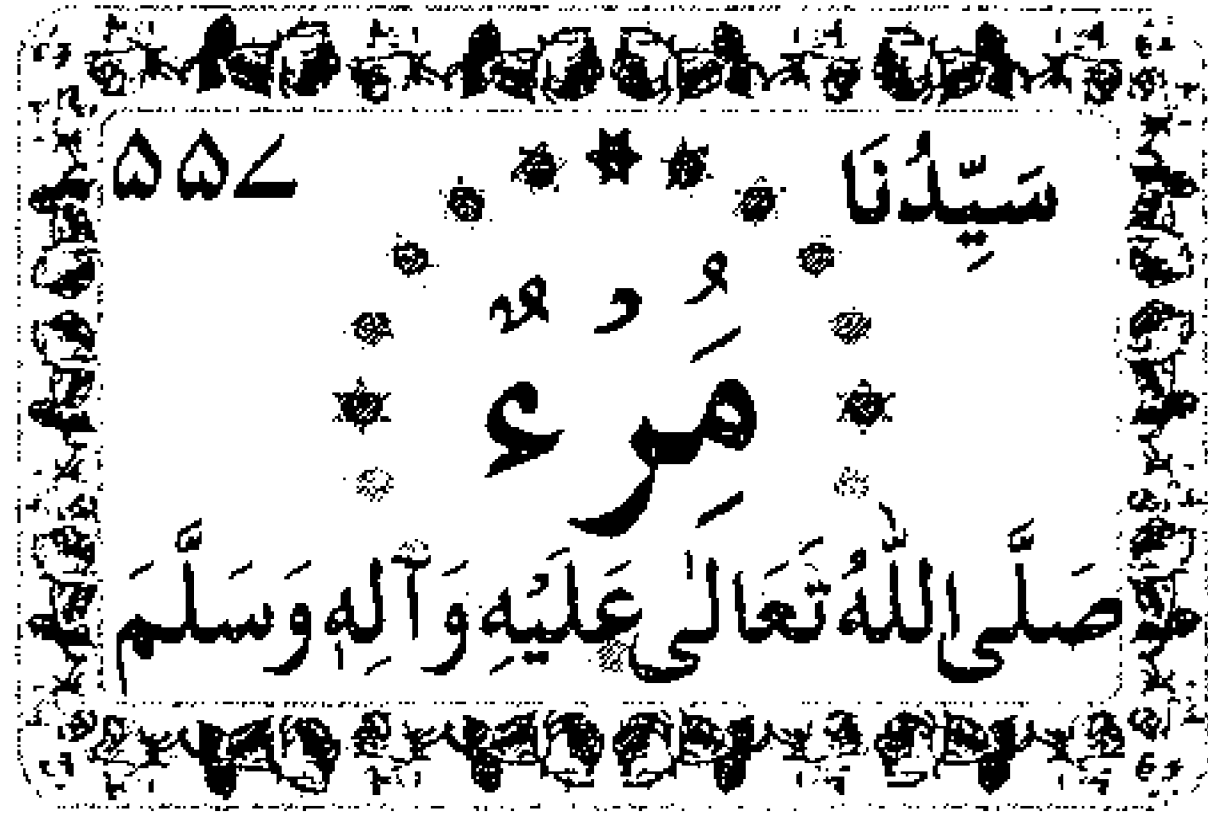 سَيِّدُنَا ۵۵۷
مَُِرْءٌ
صَلَّى اللّٰهُ تَعَالٰى عَلَيْهِ وَآلِهٖ وَسَلَّمَ